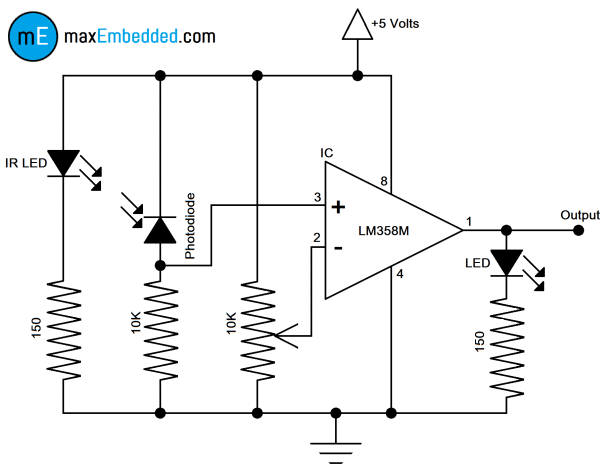 mE maxEmbedded.com
+5 Volts
IC
IR LED
8
3
+
LM358M
1
Output
Photodiode
2
-
LED
4
150
10K
10K
150